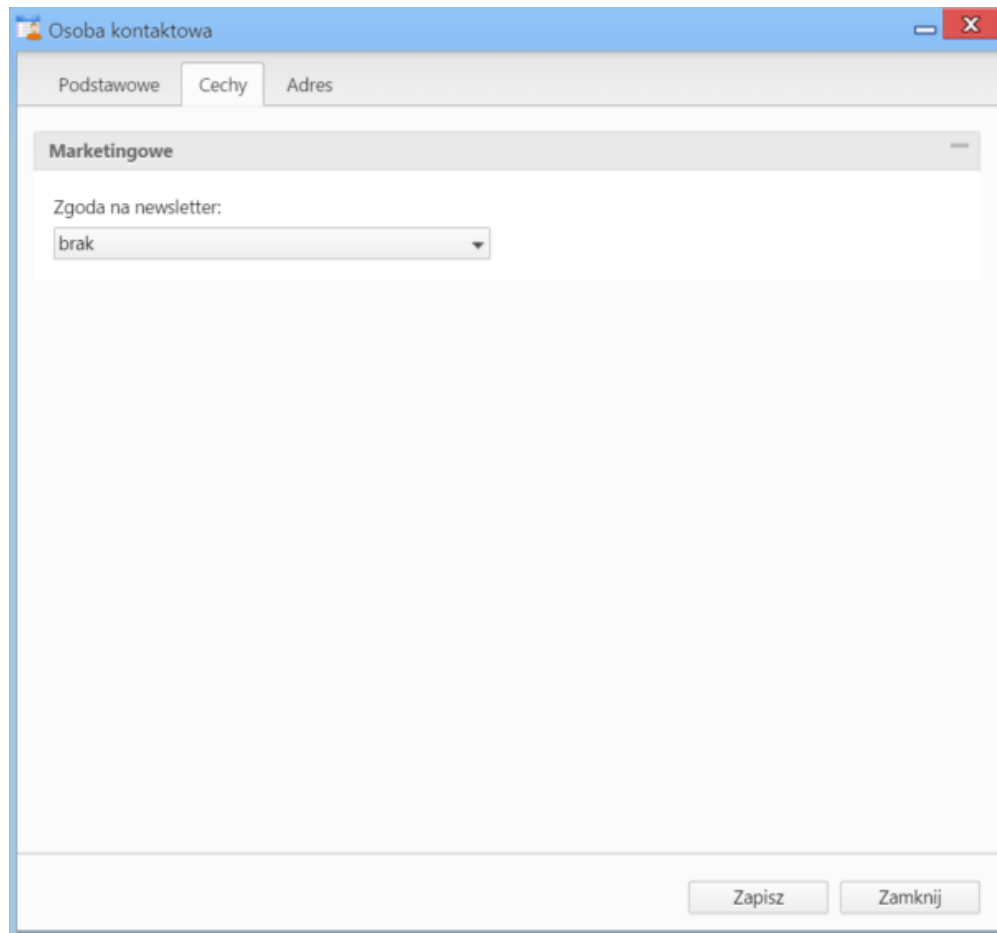 Osoba kontaktowa
Podstawowe Cechy Adres
Marketingowe
Zgoda na newsletter:
brak
Zapisz Zamknij